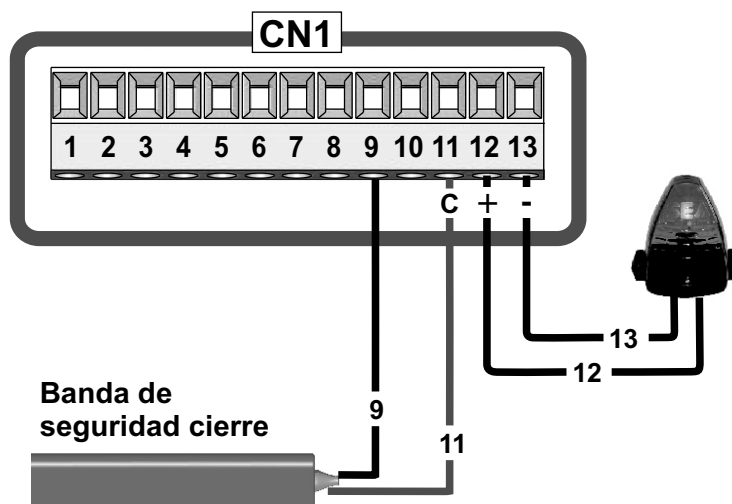 CN1
1 2 3 4 5 6 7 8 9 10 11 12 13
C + -
13
12
Banda de
seguridad cierre
9
11
E